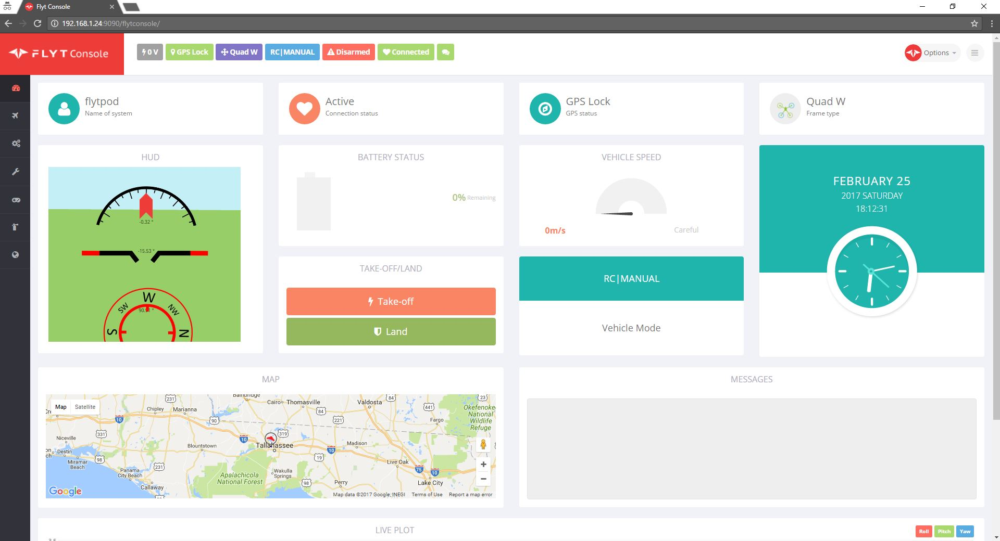 Flyt Console
192.168.1.24:9090/flytconsole/
FLYT Console
0 V
GPS Lock
Quad W
RC|MANUAL
Disarmed
Connected
Options
flytpod
Name of system
Active
Connection status
GPS Lock
GPS status
Quad W
Frame type
HUD
-0.32 °
-15.53 °
W
SW
NW
S
N
BATTERY STATUS
0% Remaining
VEHICLE SPEED
0m/s
Careful
FEBRUARY 25
2017 SATURDAY
18:12:31
TAKE-OFF/LAND
Take-off
Land
RC|MANUAL
Vehicle Mode
MAP
Map
Satellite
Bainbridge
Cairo
Thomasville
Valdosta
Chipley
Marianna
Fargo
Okefenoke
National
Wildlife
Refuge
231
84
84
441
23
10
90
221
331
319
10
Niceville
Blountstown
Tallahassee
Madison
10
Destin
Miramar
Beach
98
231
19
Live Oak
75
10
Panama
City Beach
Apalachicola
National Forest
Wakulla
Springs
98
Perry
Lake City
Callaway
Google
Map data ©2017 Google, INEGI
Terms of Use
Report a map error
MESSAGES
LIVE PLOT
Roll
Pitch
Yaw
3.5